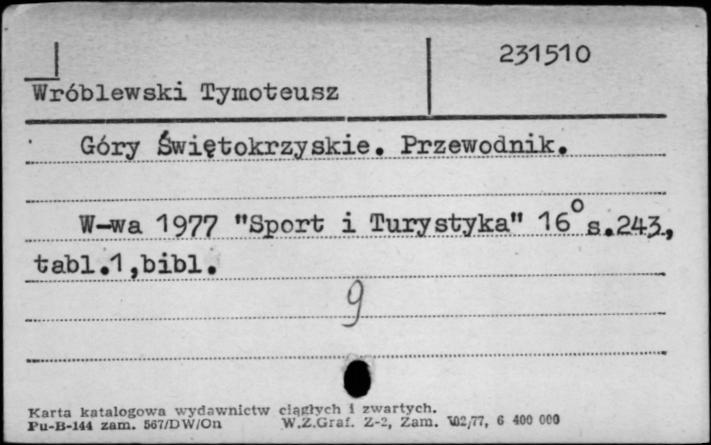 231510
Wróblewski Tymoteusz
Góry Świętokrzyskie. Przewodnik.
W-wa 1977 "Sport i Turystyka" 16° s.243,
tabl.1,bibl.
9
Karta katalogowa wydawnictw ciągłych i zwartych.
Pu-B-144 zam. 567/DW/On W.Z.Graf. Z-2, Zam. 102/77, 6 400 000